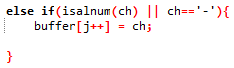 else if(isalnum(ch) || ch=='-'){
buffer[j++] = ch;
}